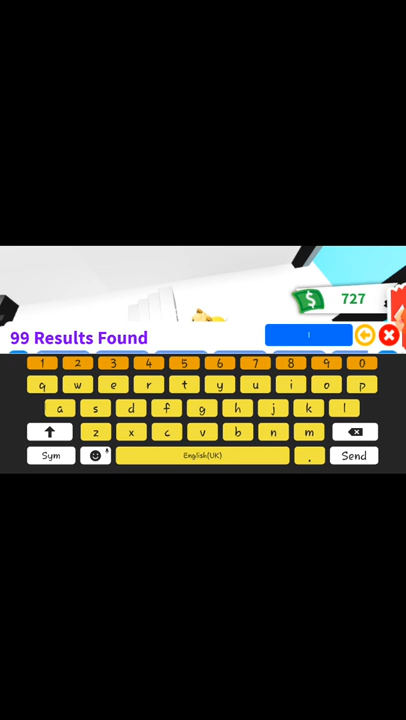 $ 727
99 Results Found
1 2 3 4 5 6 7 8 9 0
q w e r t y u i o p
a s d f g h j k l
z x c v b n m
Sym English(UK) . Send